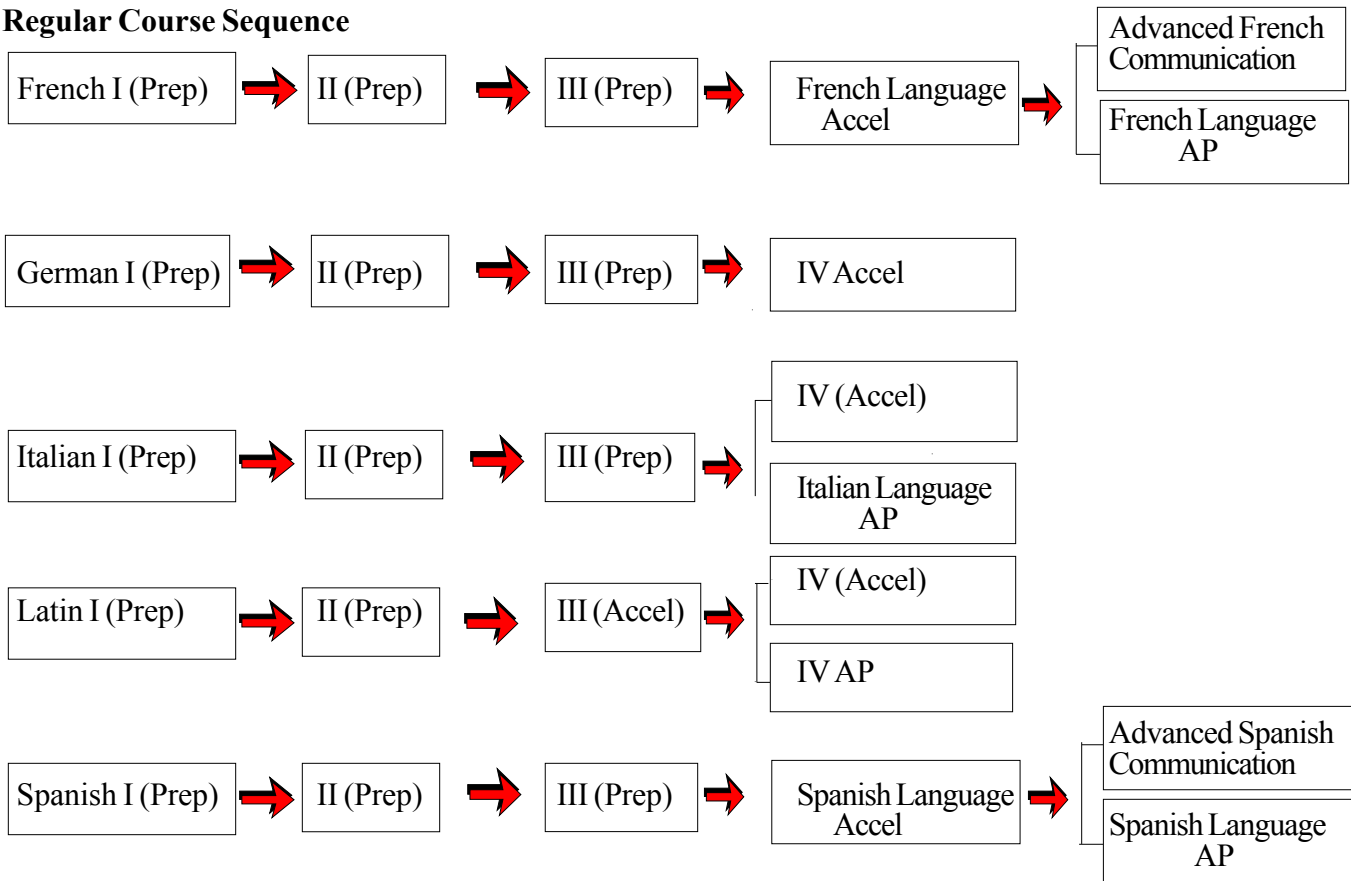 Regular Course Sequence
French I (Prep)
II (Prep)
III (Prep)
French Language
Accel
Advanced French
Communication
French Language
AP
German I (Prep)
II (Prep)
III (Prep)
IV Accel
Italian I (Prep)
II (Prep)
III (Prep)
IV (Accel)
Italian Language
AP
Latin I (Prep)
II (Prep)
III (Accel)
IV (Accel)
IV AP
Spanish I (Prep)
II (Prep)
III (Prep)
Spanish Language
Accel
Advanced Spanish
Communication
Spanish Language
AP